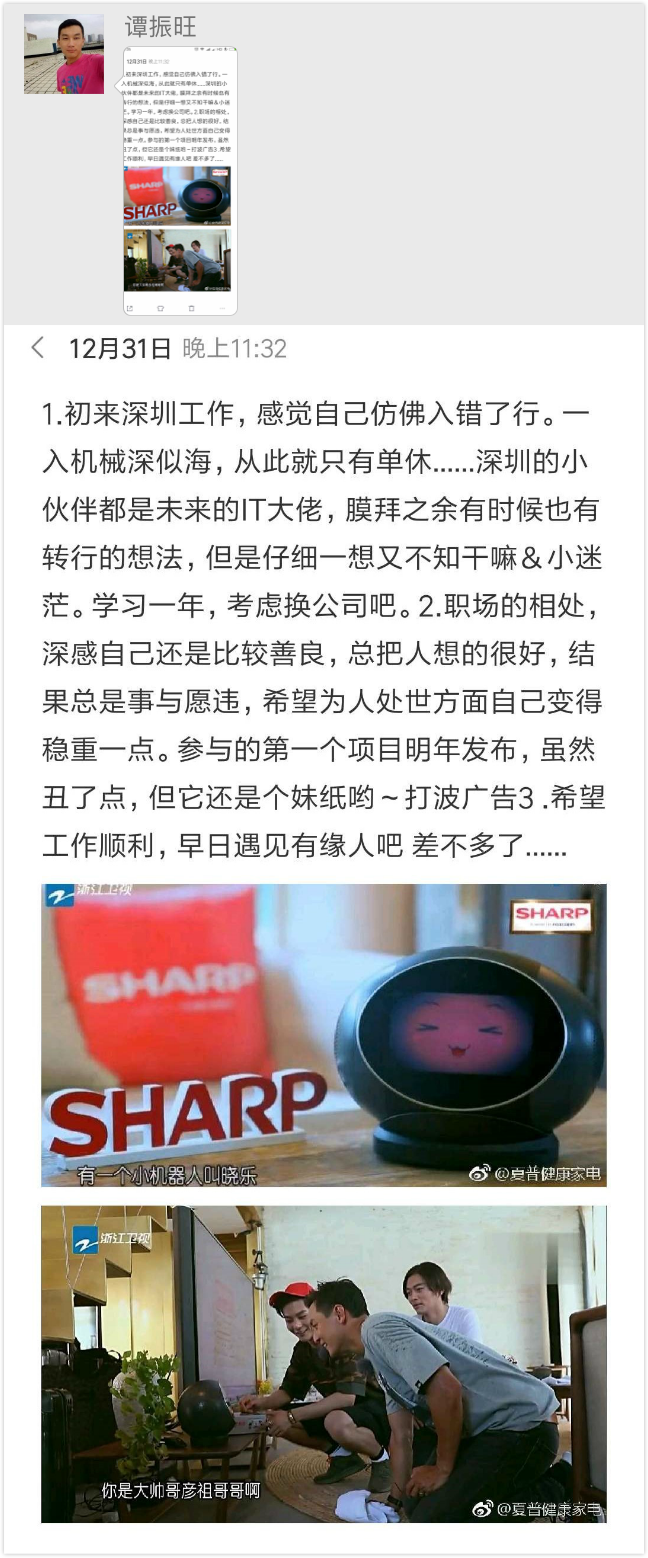 谭振旺
12月31日 晚上11:32
1.初来深圳工作，感觉自己仿佛入错了行。一
入机械深似海，从此就只有单休......深圳的小
伙伴都是未来的IT大佬，膜拜之余有时候也有
转行的想法，但是仔细一想又不知干嘛＆小迷
茫。学习一年，考虑换公司吧。2.职场的相处，
深感自己还是比较善良，总把人想的很好，结
果总是事与愿违，希望为人处世方面自己变得
稳重一点。参与的第一个项目明年发布，虽然
丑了点，但它还是个妹纸哟～打波广告3 .希望
工作顺利，早日遇见有缘人吧 差不多了......
浙江卫视
SHARP
SHARP
SHARP
有一个小机器人叫晓乐
@夏普健康家电
浙江卫视
你是大帅哥彦祖哥哥啊
@夏普健康家电